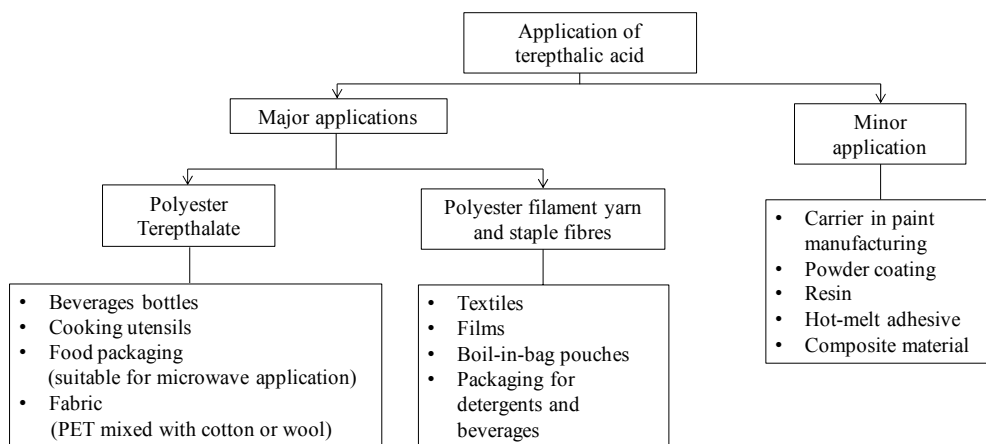 Application of
terepthalic acid
Major applications
Minor
application
Polyester
Terepthalate
Polyester filament yarn
and staple fibres
• Carrier in paint
manufacturing
• Powder coating
• Resin
• Hot-melt adhesive
• Composite material
• Beverages bottles
• Cooking utensils
• Food packaging
(suitable for microwave application)
• Fabric
(PET mixed with cotton or wool)
• Textiles
• Films
• Boil-in-bag pouches
• Packaging for
detergents and
beverages